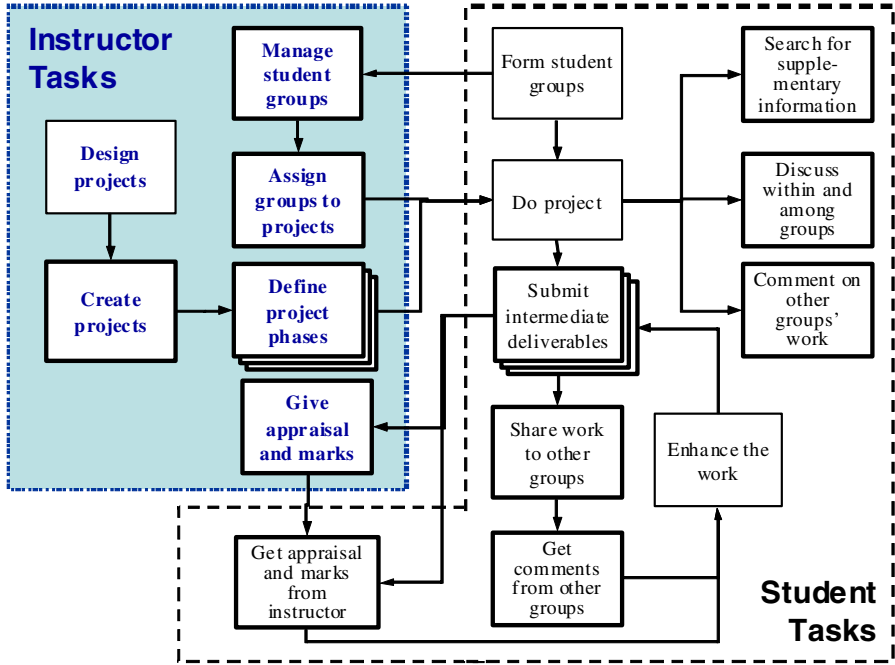 Instructor
Tasks
Manage
student
groups
Form student
groups
Search for
supple-
mentary
information
Design
projects
Assign
groups to
projects
Do project
Discuss
within and
among
groups
Create
projects
Define
project
phases
Submit
intermediate
deliverables
Comment on
other
groups’
work
Give
appraisal
and marks
Share work
to other
groups
Enhance the
work
Get appraisal
and marks
from
instructor
Get
comments
from other
groups
Student
Tasks